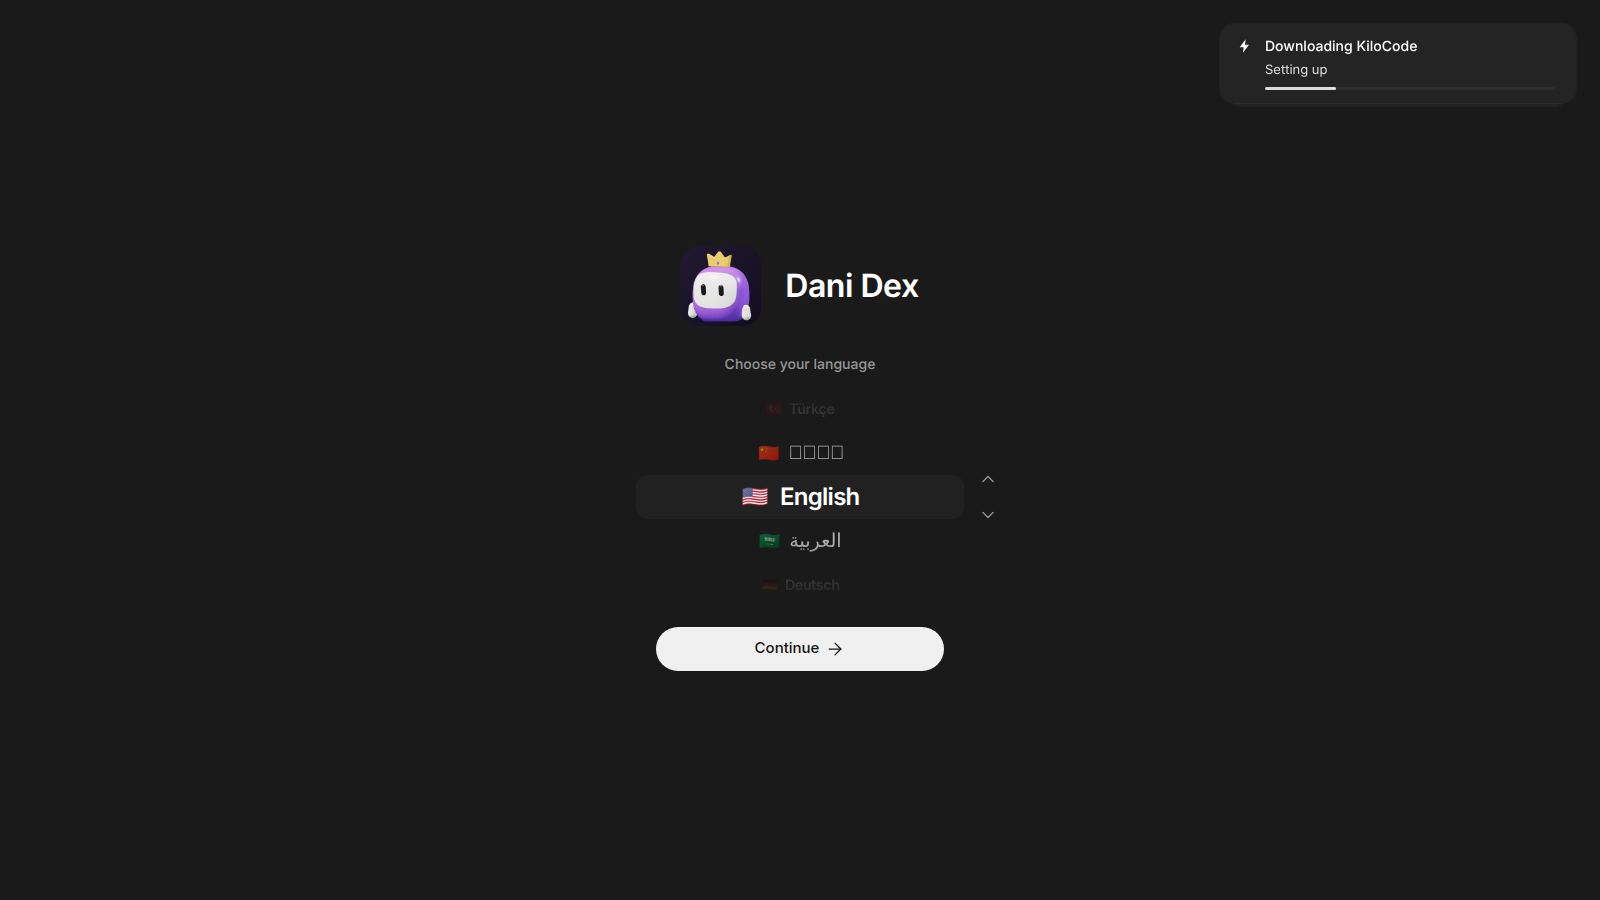 Downloading KiloCode
Setting up
Dani Dex
Choose your language
Türkçe
English
العربية
Deutsch
Continue